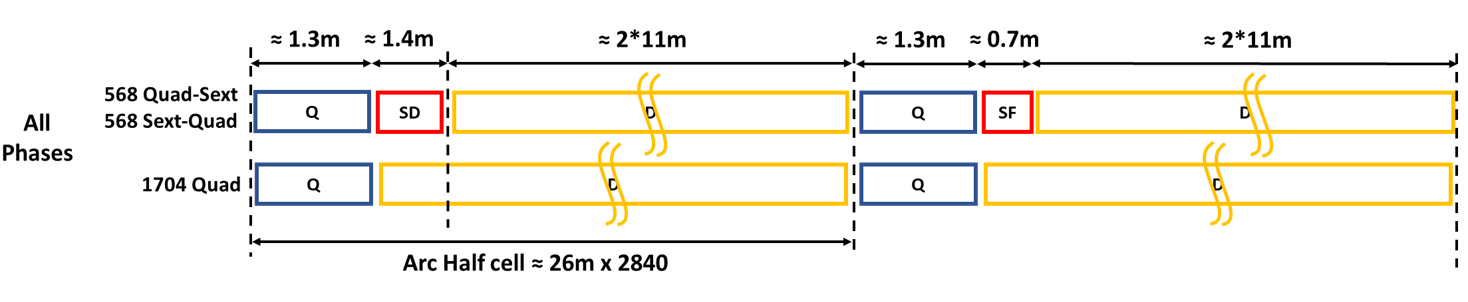 ≈ 1.3m ≈ 1.4m ≈ 2*11m ≈ 1.3m ≈ 0.7m ≈ 2*11m
All
Phases
568 Quad-Sext
568 Sext-Quad
Q SD D Q SF D
1704 Quad Q D Q D
Arc Half cell ≈ 26m x 2840